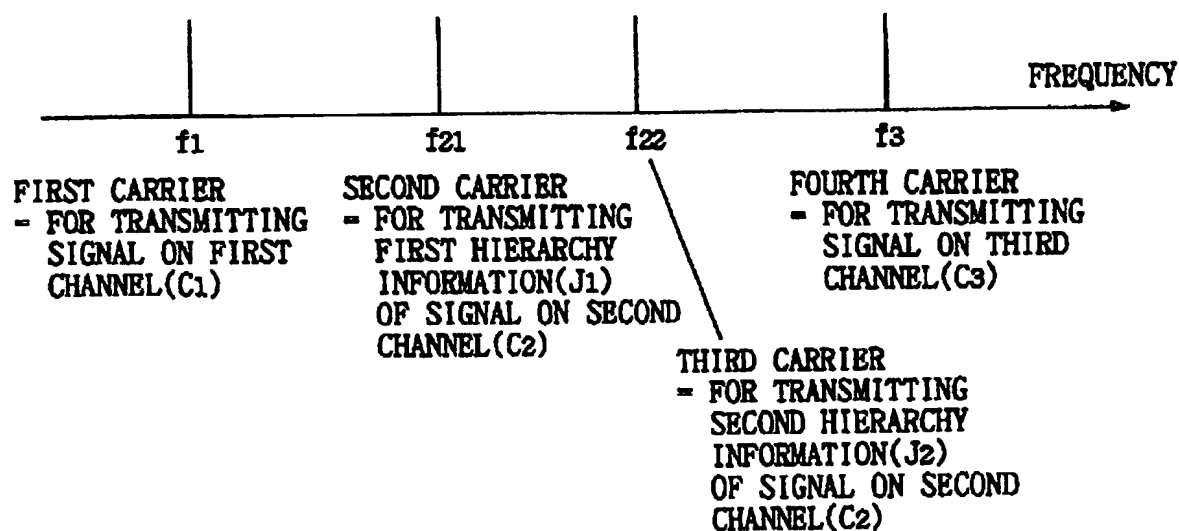 FREQUENCY
f1
f21
f22
f3
FIRST CARRIER
= FOR TRANSMITTING
SIGNAL ON FIRST
CHANNEL(C1)
SECOND CARRIER
= FOR TRANSMITTING
FIRST HIERARCHY
INFORMATION(J1)
OF SIGNAL ON SECOND
CHANNEL(C2)
FOURTH CARRIER
= FOR TRANSMITTING
SIGNAL ON THIRD
CHANNEL(C3)
THIRD CARRIER
= FOR TRANSMITTING
SECOND HIERARCHY
INFORMATION(J2)
OF SIGNAL ON SECOND
CHANNEL(C2)